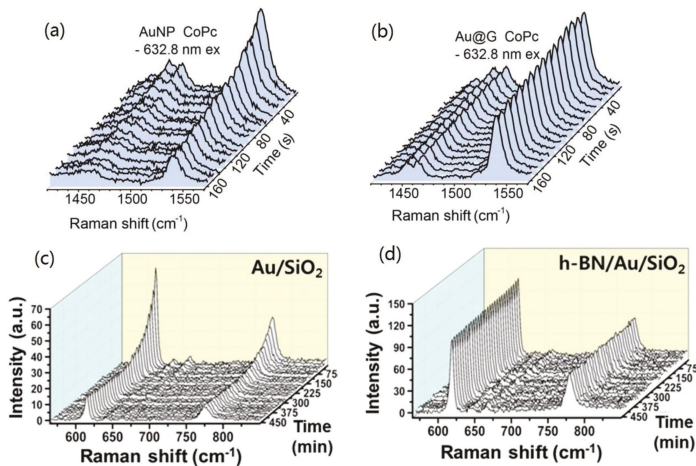 (a)
AuNP CoPc
- 632.8 nm ex
1450
1500
1550
Raman shift (cm⁻¹)
160
120
80
40
Time (s)
(b)
Au@G CoPc
- 632.8 nm ex
1450
1500
1550
Raman shift (cm⁻¹)
160
120
80
40
Time (s)
(c)
Au/SiO₂
70
60
50
40
30
20
10
0
Intensity (a.u.)
600
650
700
750
800
Raman shift (cm⁻¹)
75
150
225
300
375
450
Time
(min)
(d)
h-BN/Au/SiO₂
150
120
90
60
30
0
Intensity (a.u.)
600
650
700
750
800
Raman shift (cm⁻¹)
75
150
225
300
375
450
Time
(min)